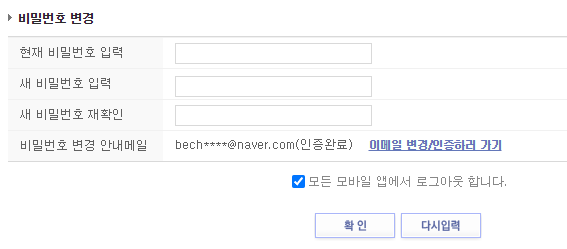 비밀번호 변경
현재 비밀번호 입력
새 비밀번호 입력
새 비밀번호 재확인
비밀번호 변경 안내메일 bech****@naver.com(인증완료) 이메일 변경/인증하러 가기
모든 모바일 앱에서 로그아웃 합니다.
확 인 다시입력